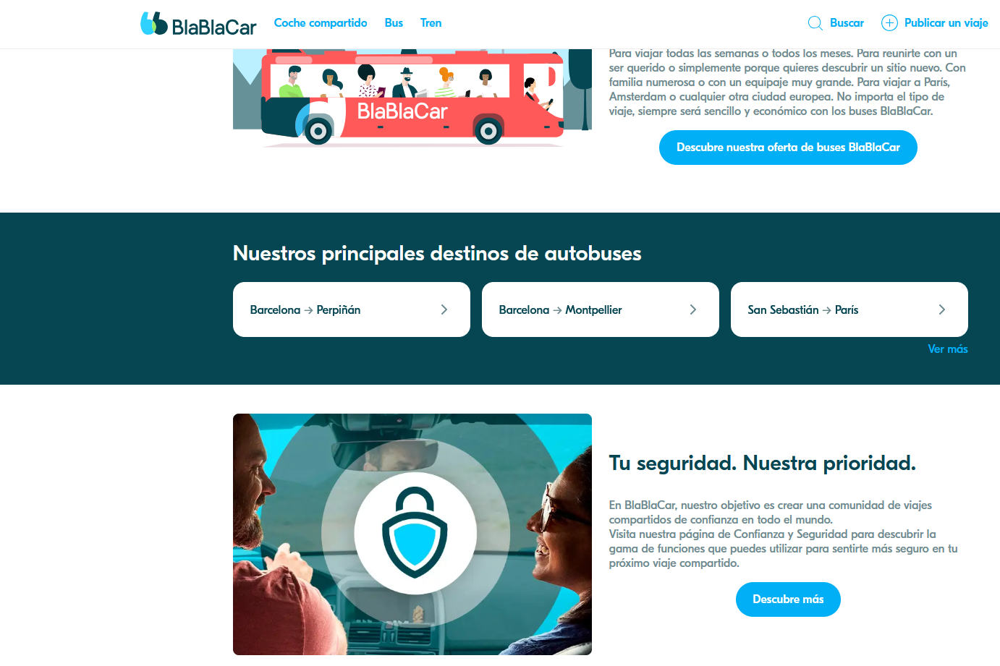 BlaBlaCar
Coche compartido
Bus
Tren
Buscar
Publicar un viaje
BlaBlaCar
Para viajar todas las semanas o todos los meses. Para reunirte con un
ser querido o simplemente porque quieres descubrir un sitio nuevo. Con
familia numerosa o con un equipaje muy grande. Para viajar a París,
Amsterdam o cualquier otra ciudad europea. No importa el tipo de
viaje, siempre será sencillo y económico con los buses BlaBlaCar.
Descubre nuestra oferta de buses BlaBlaCar
Nuestros principales destinos de autobuses
Barcelona → Perpiñán
Barcelona → Montpellier
San Sebastián → París
Ver más
Tu seguridad. Nuestra prioridad.
En BlaBlaCar, nuestro objetivo es crear una comunidad de viajes
compartidos de confianza en todo el mundo.
Visita nuestra página de Confianza y Seguridad para descubrir la
gama de funciones que puedes utilizar para sentirte más seguro en tu
próximo viaje compartido.
Descubre más